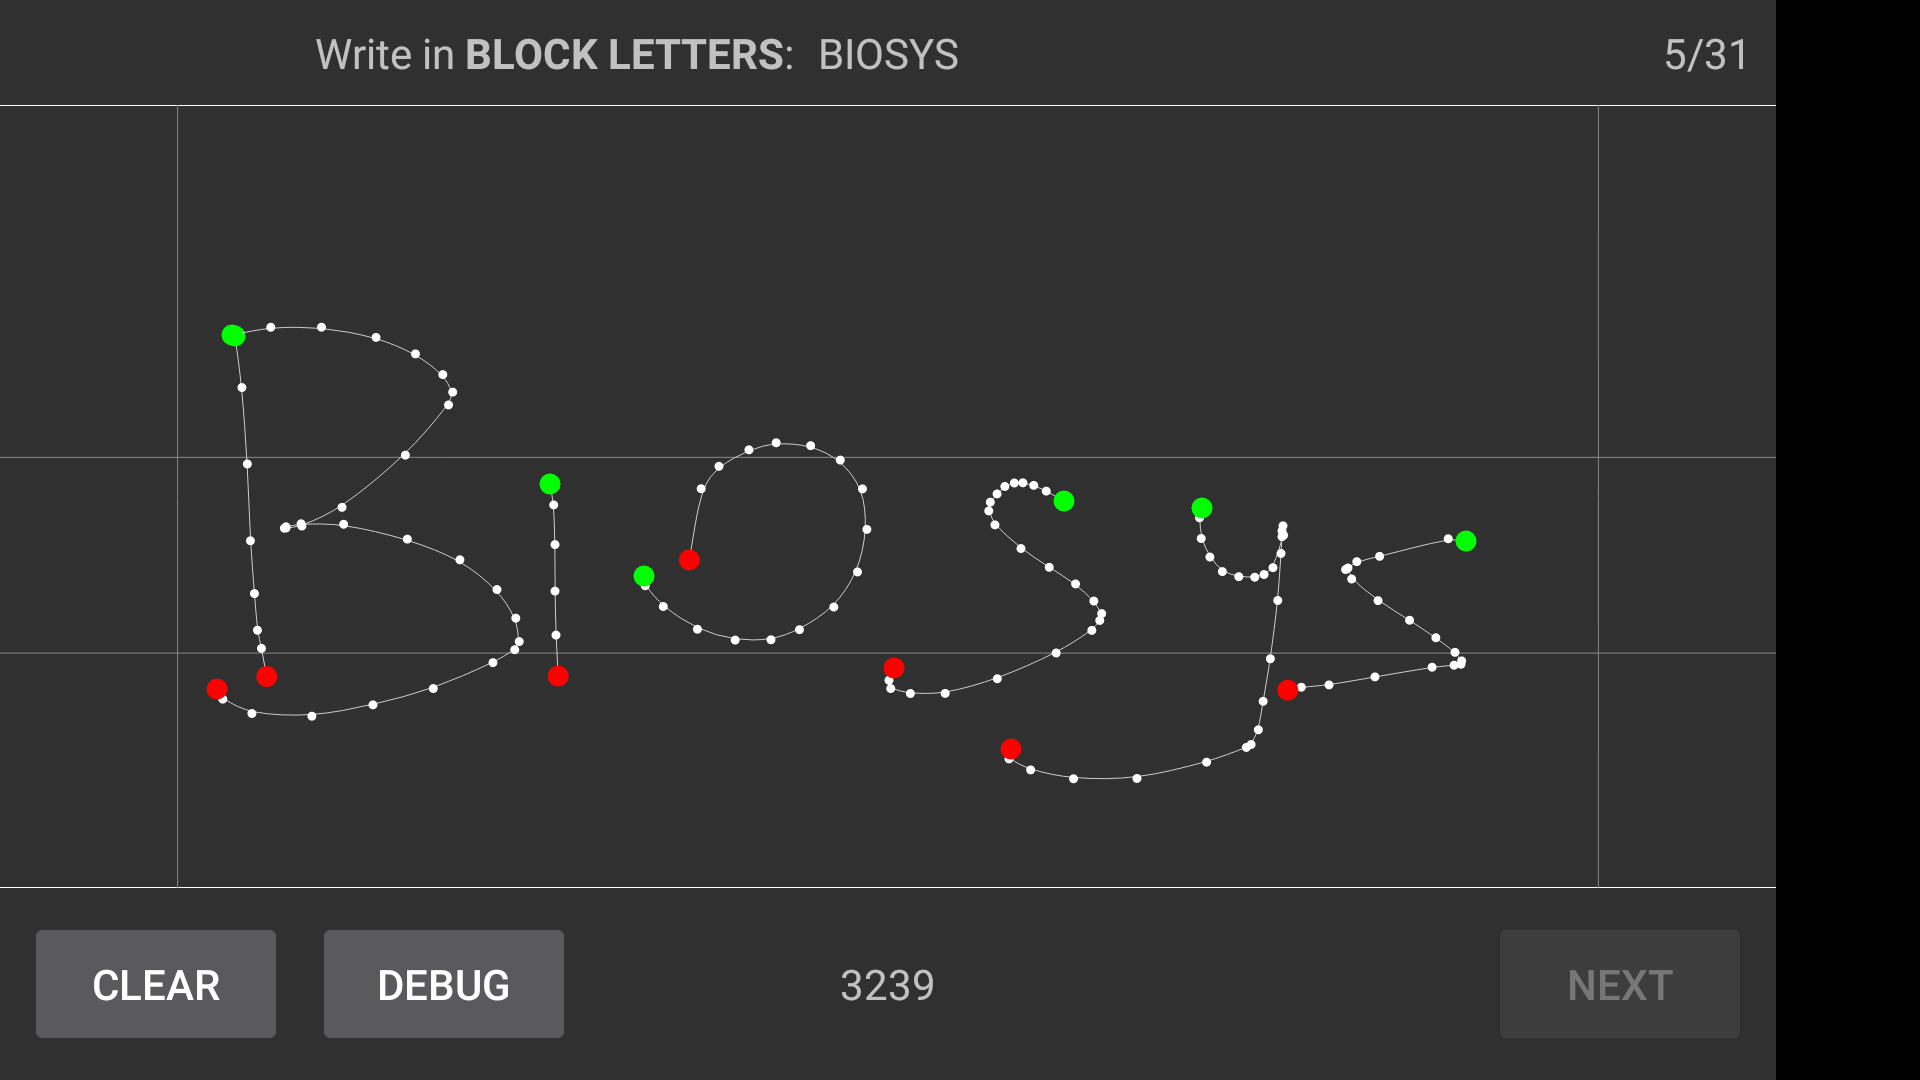 Write in BLOCK LETTERS: BIOSYS 5/31
BIOSYS
CLEAR DEBUG 3239 NEXT